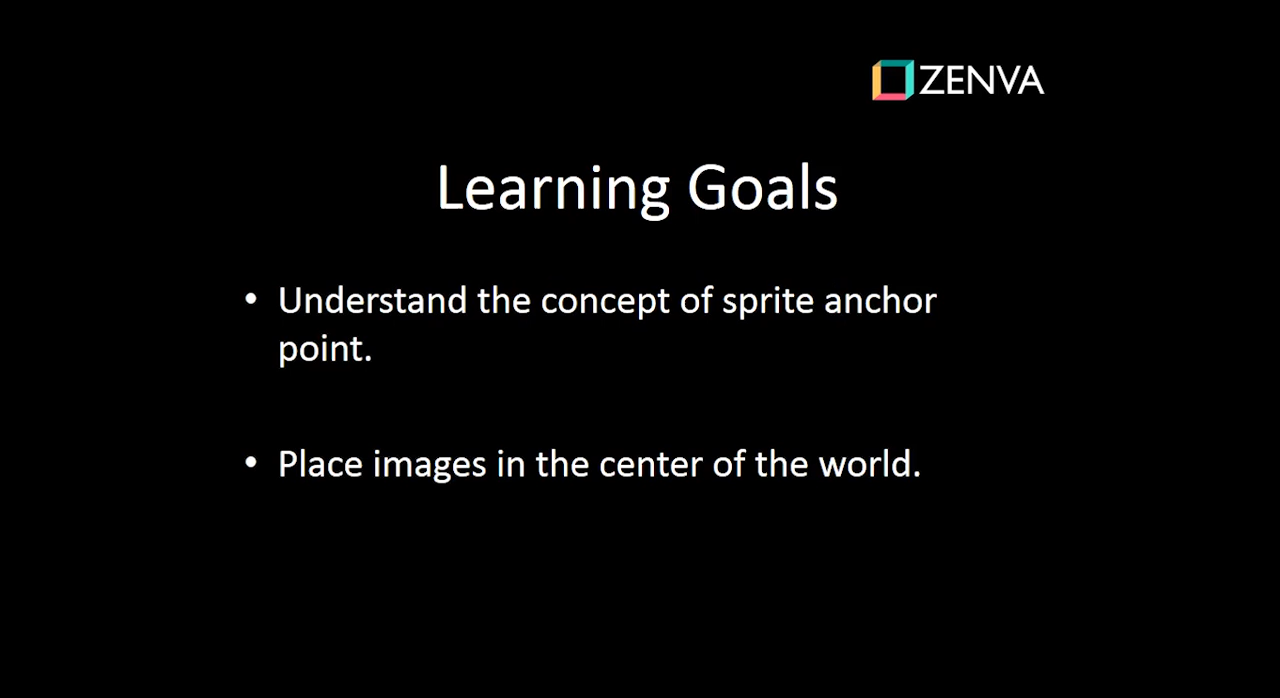 ZENVA
Learning Goals
• Understand the concept of sprite anchor
point.
• Place images in the center of the world.